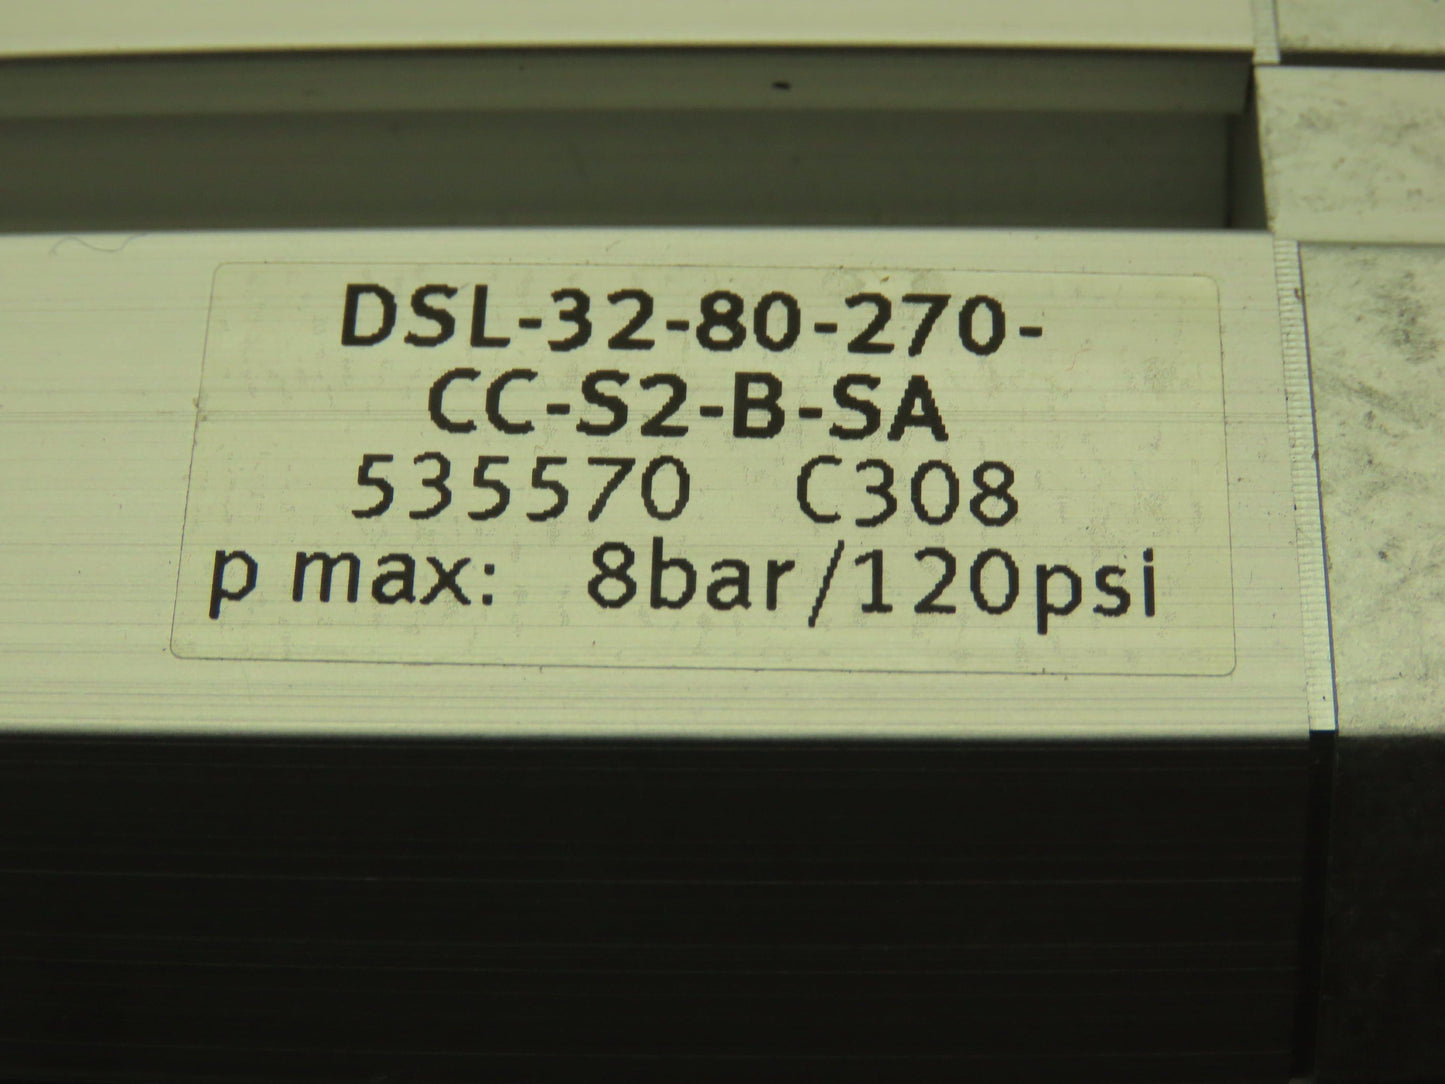 DSL-32-80-270-
CC-S2-B-SA
535570 C308
p max: 8bar/120psi